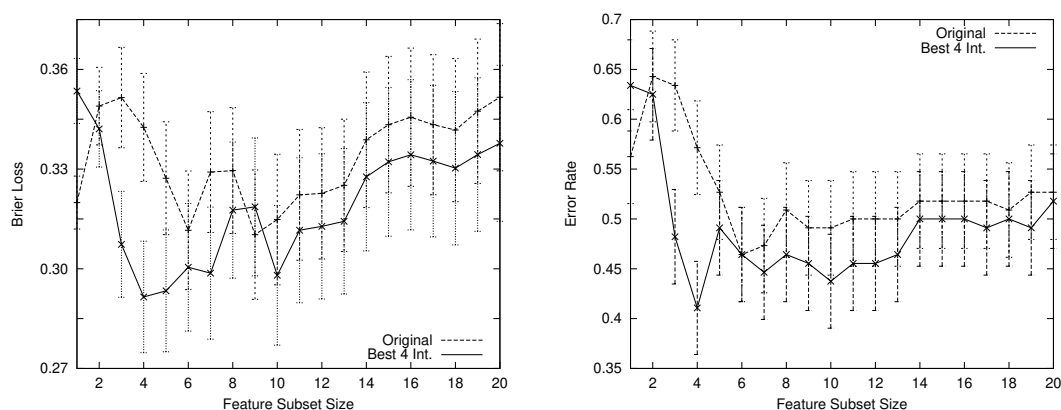 0.36
0.33
0.30
0.27
Brier Loss
2 4 6 8 10 12 14 16 18 20
Feature Subset Size
Original
Best 4 Int.
0.7
0.65
0.6
0.55
0.5
0.45
0.4
0.35
Error Rate
2 4 6 8 10 12 14 16 18 20
Feature Subset Size
Original
Best 4 Int.